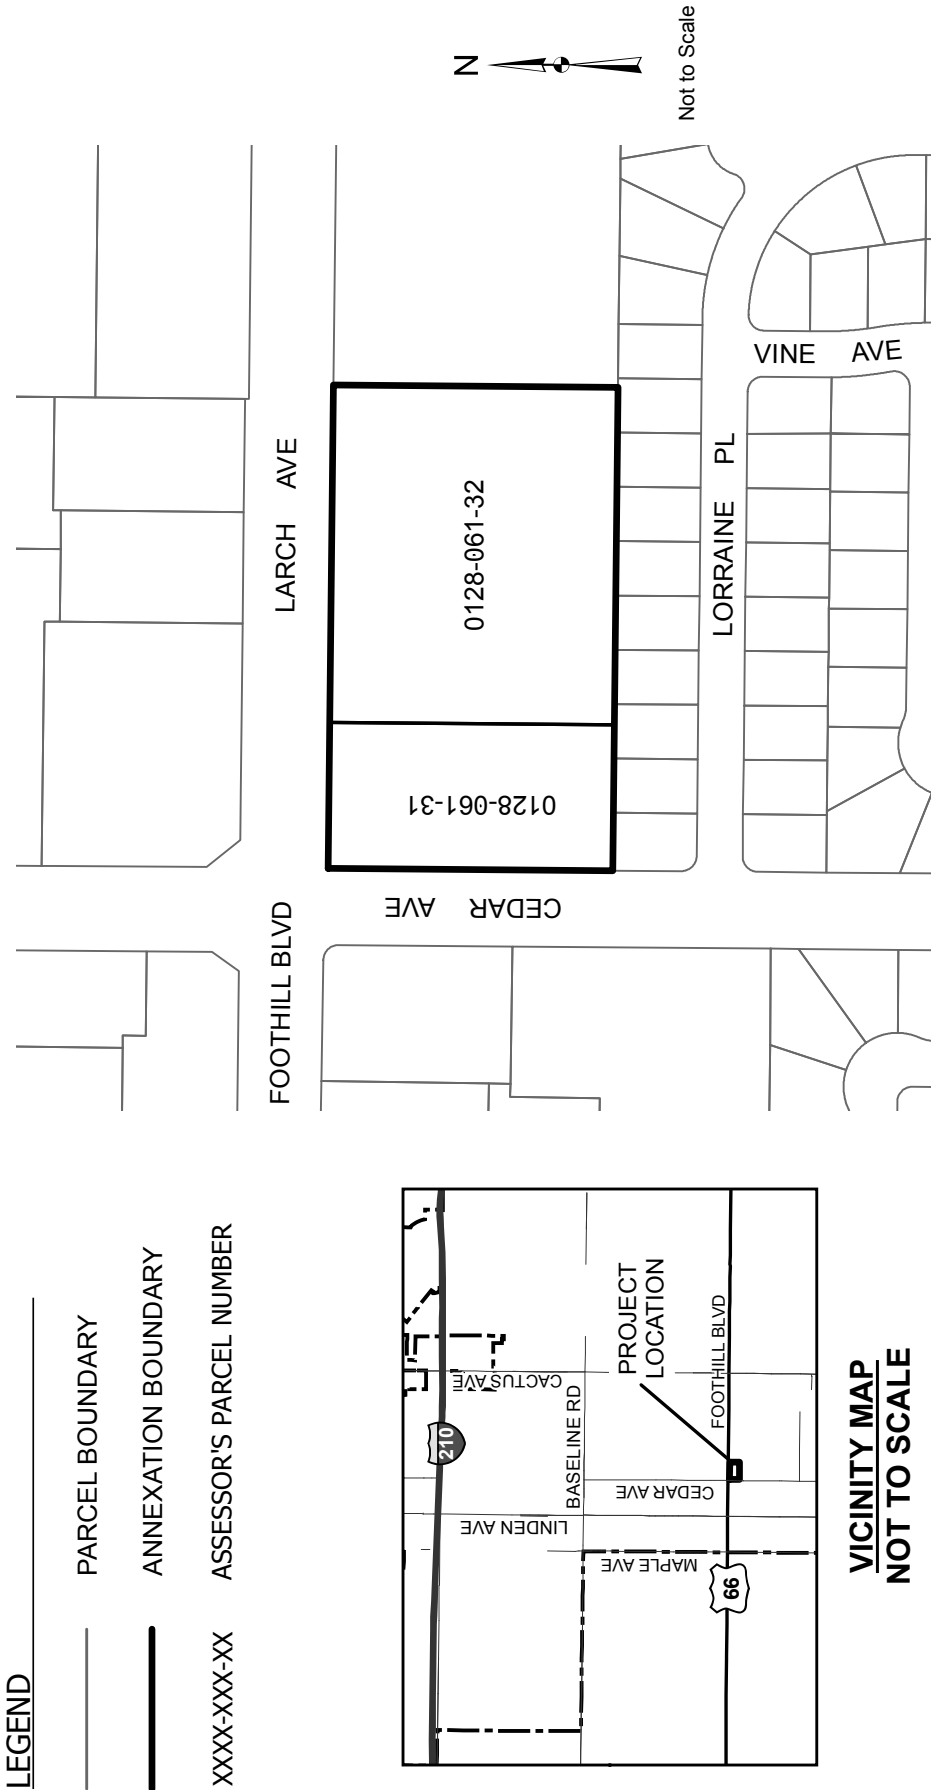 N
Not to Scale
LARCH AVE
VINE AVE
LORRAINE PL
0128-061-32
0128-061-31
CEDAR AVE
FOOTHILL BLVD
LEGEND
PARCEL BOUNDARY
ANNEXATION BOUNDARY
XXXX-XXX-XX ASSESSOR'S PARCEL NUMBER
210
CACTUS AVE
BASELINE RD
PROJECT
LOCATION
FOOTHILL BLVD
CEDAR AVE
LINDEN AVE
MAPLE AVE
66
VICINITY MAP
NOT TO SCALE